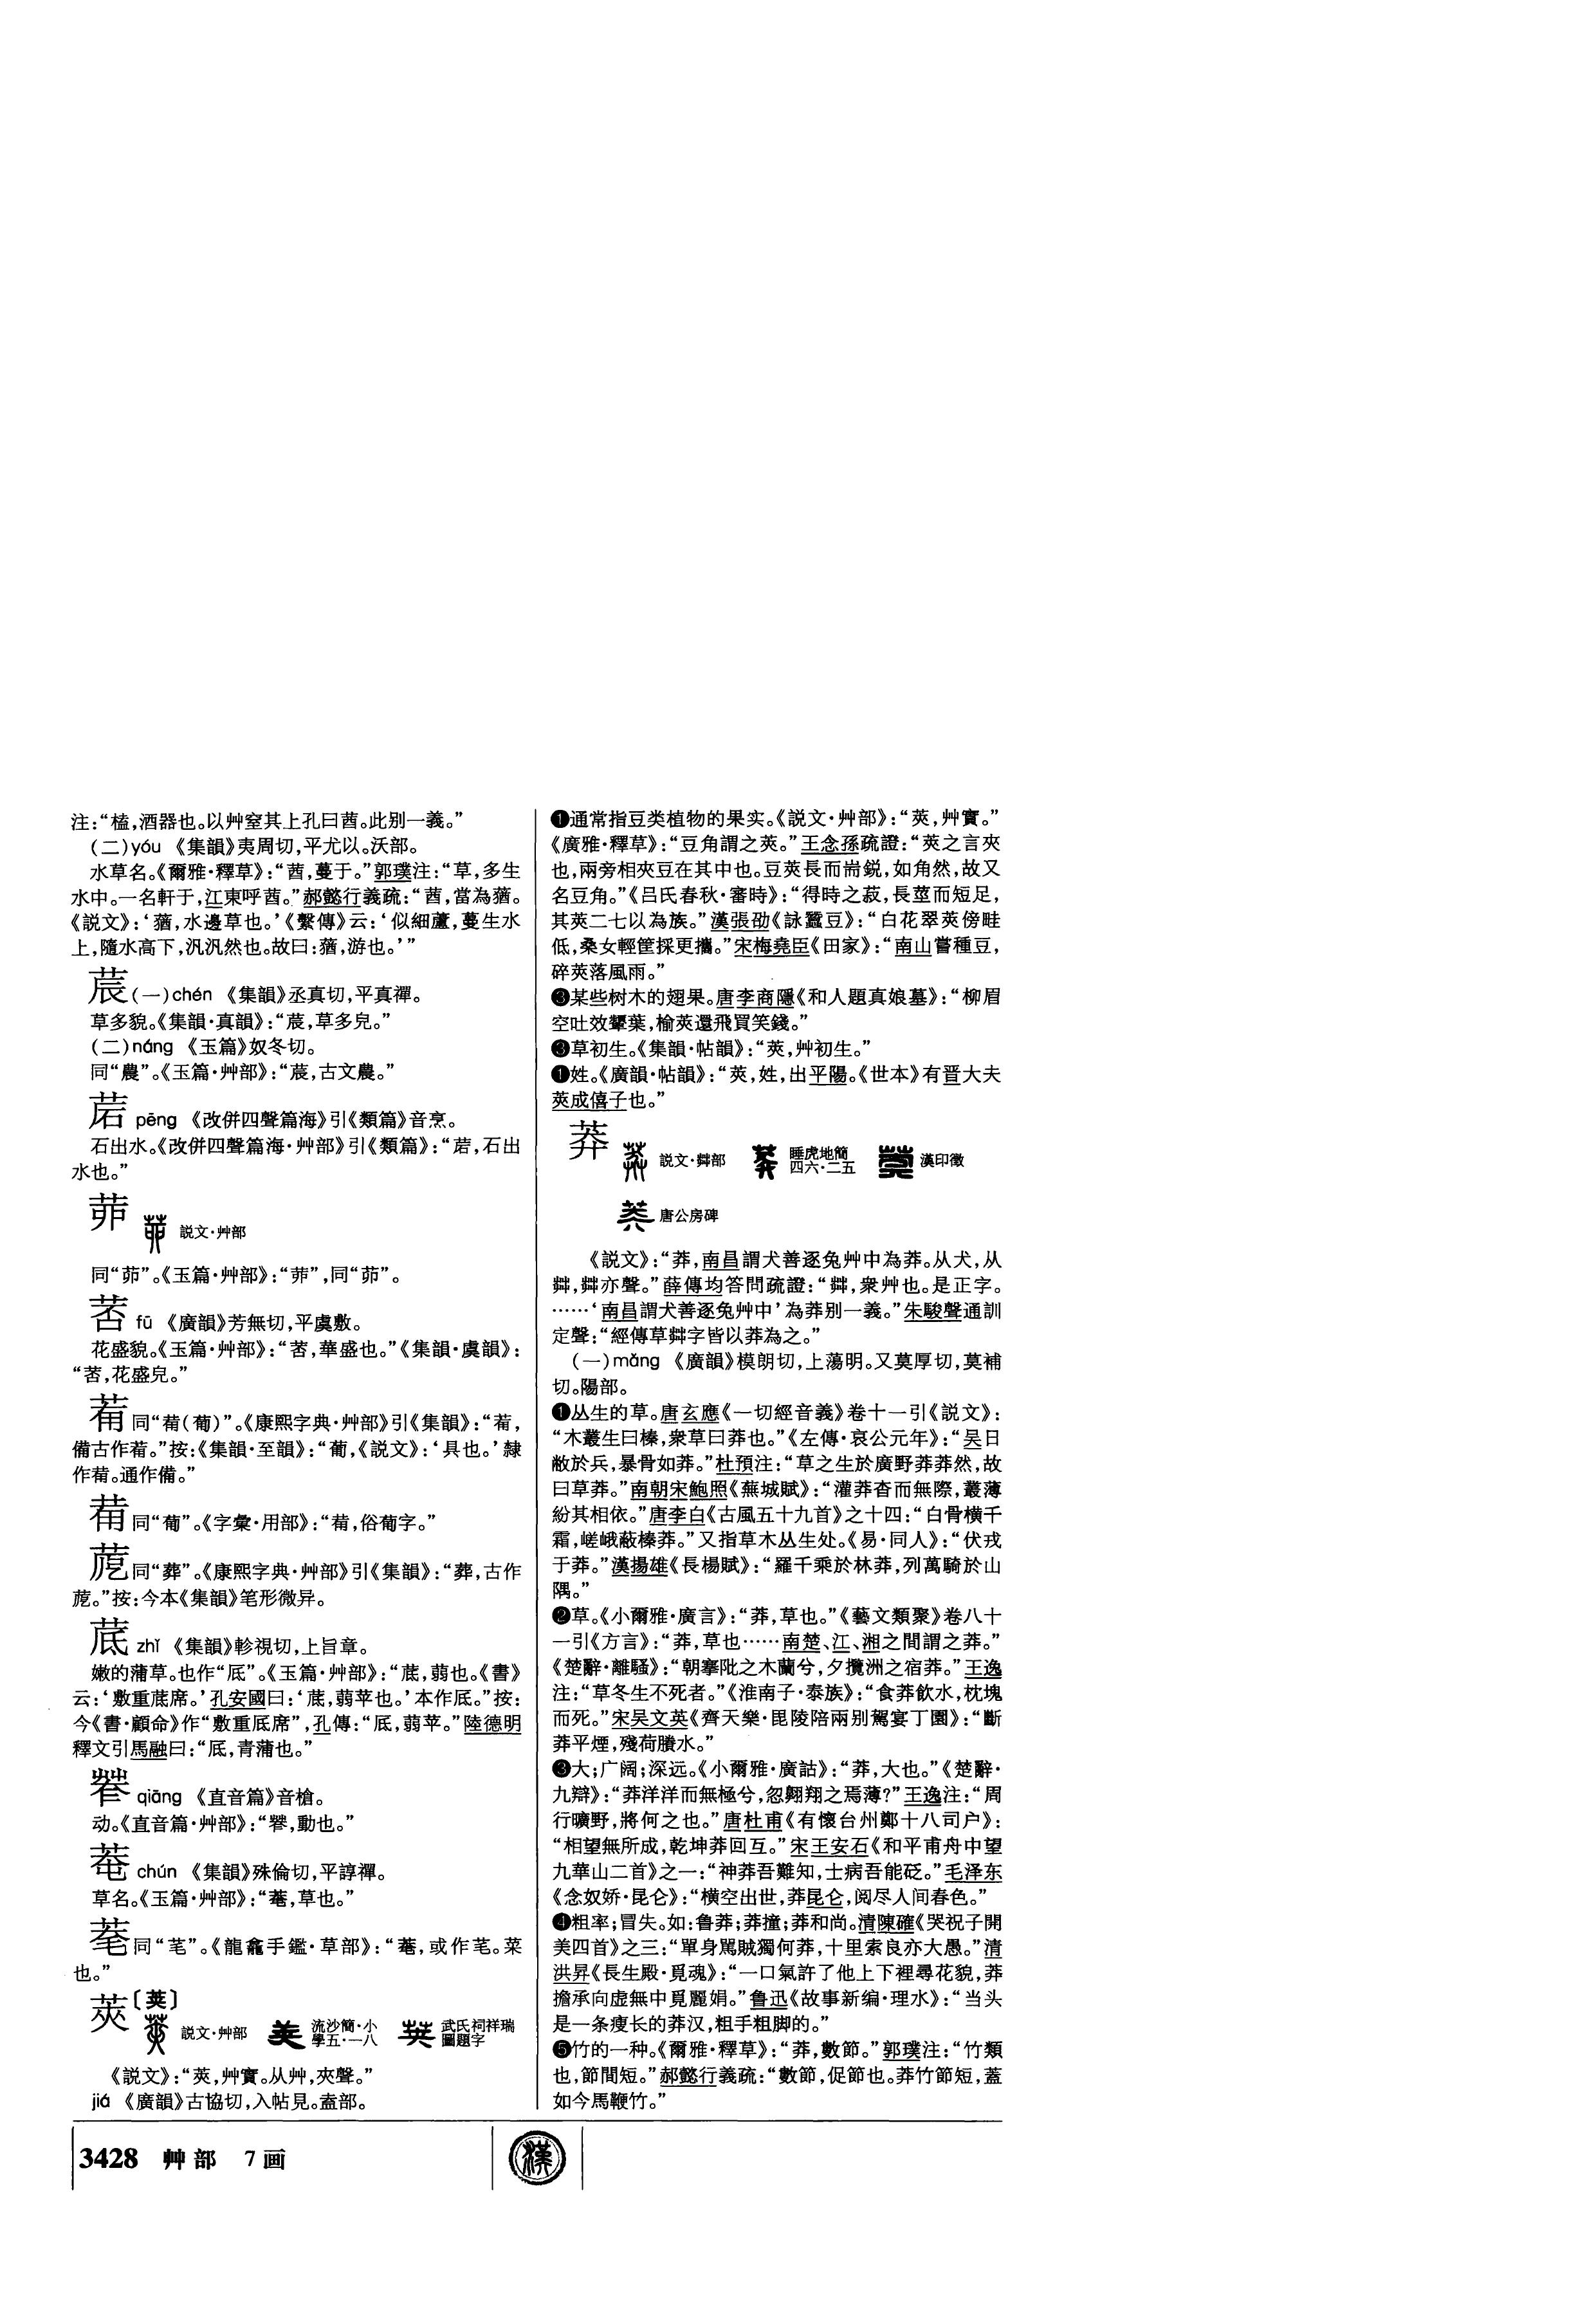 注：“榼，酒器也。以艸窒其上孔曰莤。此别一義。”
（二）yóu　《集韻》夷周切，平尤以。沃部。
水草名。《爾雅·釋草》：“莤，蔓于。”郭璞注：“草，多生
水中。一名軒于，江東呼莤。”郝懿行義疏：“莤，當為蕕。
《説文》：‘蕕，水邊草也。’《繫傳》云：‘似細蘆，蔓生水
上，隨水高下，汎汎然也。故曰：蕕，游也。’”
莀（一）chén　《集韻》丞真切，平真禪。
草多貌。《集韻·真韻》：“莀，草多皃。”
（二）náng　《玉篇》奴冬切。
同“農”。《玉篇·艸部》：“莀，古文農。”
pēng　《改併四聲篇海》引《類篇》音烹。
石出水。《改併四聲篇海·艸部》引《類篇》：“，石出
水也。”
説文·艸部
同“茆”。《玉篇·艸部》：“”，同“茆”。
fū　《廣韻》芳無切，平虞敷。
花盛貌。《玉篇·艸部》：“，華盛也。”《集韻·虞韻》：
“，花盛皃。”
同“𤰈（葡）”。《康熙字典·艸部》引《集韻》：“，
備古作。”按：《集韻·至韻》：“葡，《説文》：‘具也。’隸
作。通作備。”
同“葡”。《字彙·用部》：“，俗葡字。”
同“葬”。《康熙字典·艸部》引《集韻》：“葬，古作
。”按：今本《集韻》笔形微异。
zhǐ　《集韻》軫視切，上旨章。
嫩的蒲草。也作“厎”。《玉篇·艸部》：“，蒻也。《書》
云：‘敷重席。’孔安國曰：‘，蒻苹也。’本作厎。”按：
今《書·顧命》作“敷重厎席”，孔傳：“厎，蒻苹。”陸德明
釋文引馬融曰：“厎，青蒲也。”
qiāng　《直音篇》音槍。
动。《直音篇·艸部》：“，動也。”
chún　《集韻》殊倫切，平諄禪。
草名。《玉篇·艸部》：“，草也。”
同“芼”。《龍龕手鑑·草部》：“，或作芼。菜
也。”
莢〔荚〕
説文·艸部　流沙簡·小學五·一八　武氏祠祥瑞圖題字
《説文》：“莢，艸實。从艸，夾聲。”
jiá　《廣韻》古協切，入帖見。盍部。
❶通常指豆类植物的果实。《説文·艸部》：“莢，艸實。”
《廣雅·釋草》：“豆角謂之莢。”王念孫疏證：“莢之言夾
也，兩旁相夾豆在其中也。豆莢長而耑鋭，如角然，故又
名豆角。”《吕氏春秋·審時》：“得時之菽，長莖而短足，
其莢二七以為族。”漢張劭《詠蠶豆》：“白花翠莢傍畦
低，桑女輕筐採更攜。”宋梅堯臣《田家》：“南山嘗種豆，
碎莢落風雨。”
❸某些树木的翅果。唐李商隱《和人題真娘墓》：“柳眉
空吐效顰葉，榆莢還飛買笑錢。”
❸草初生。《集韻·帖韻》：“莢，艸初生。”
❶姓。《廣韻·帖韻》：“莢，姓，出平陽。《世本》有晋大夫
莢成僖子也。”
莽　説文·茻部　睡虎地簡四六·二五　漢印徵
唐公房碑
《説文》：“莽，南昌謂犬善逐兔艸中為莽。从犬，从
茻，茻亦聲。”薛傳均答問疏證：“茻，衆艸也。是正字。
……‘南昌謂犬善逐兔艸中’為莽别一義。”朱駿聲通訓
定聲：“經傳草茻字皆以莽為之。”
（一）mǎng　《廣韻》模朗切，上蕩明。又莫厚切，莫補
切。陽部。
❶丛生的草。唐玄應《一切經音義》卷十一引《説文》：
“木叢生曰榛，衆草曰莽也。”《左傳·哀公元年》：“吴日
敝於兵，暴骨如莽。”杜預注：“草之生於廣野莽莽然，故
曰草莽。”南朝宋鮑照《蕪城賦》：“灌莽杳而無際，叢薄
紛其相依。”唐李白《古風五十九首》之十四：“白骨横千
霜，嵯峨蔽榛莽。”又指草木丛生处。《易·同人》：“伏戎
于莽。”漢揚雄《長楊賦》：“羅千乘於林莽，列萬騎於山
隅。”
❷草。《小爾雅·廣言》：“莽，草也。”《藝文類聚》卷八十
一引《方言》：“莽，草也……南楚、江、湘之間謂之莽。”
《楚辭·離騷》：“朝搴阰之木蘭兮，夕攬洲之宿莽。”王逸
注：“草冬生不死者。”《淮南子·泰族》：“食莽飲水，枕塊
而死。”宋吴文英《齊天樂·毘陵陪兩别駕宴丁園》：“斷
莽平煙，殘荷賸水。”
❸大；广阔；深远。《小爾雅·廣詁》：“莽，大也。”《楚辭·
九辯》：“莽洋洋而無極兮，忽翱翔之焉薄?”王逸注：“周
行曠野，將何之也。”唐杜甫《有懷台州鄭十八司户》：
“相望無所成，乾坤莽回互。”宋王安石《和平甫舟中望
九華山二首》之一：“神莽吾難知，士病吾能砭。”毛泽东
《念奴娇·昆仑》：“横空出世，莽昆仑，阅尽人间春色。”
❹粗率；冒失。如：鲁莽；莽撞；莽和尚。清陳確《哭祝子開
美四首》之三：“單身駡賊獨何莽，十里索良亦大愚。”清
洪昇《長生殿·覓魂》：“一口氣許了他上下裡尋花貌，莽
擔承向虚無中覓麗娟。”鲁迅《故事新编·理水》：“当头
是一条瘦长的莽汉，粗手粗脚的。”
❺竹的一种。《爾雅·釋草》：“莽，數節。”郭璞注：“竹類
也，節間短。”郝懿行義疏：“數節，促節也。莽竹節短，蓋
如今馬鞭竹。”
3428　艸部　7画
漢